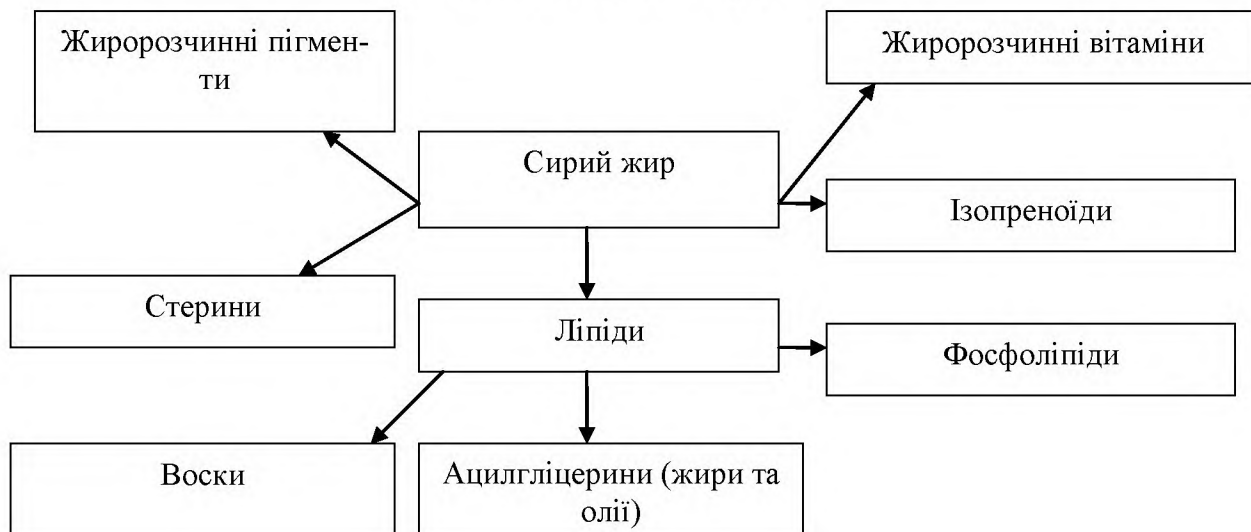 Жиророзчинні пігмен-
ти
Жиророзчинні вітаміни
Сирий жир
Ізопреноїди
Стерини
Ліпіди
Фосфоліпіди
Воски
Ацилгліцерини (жири та
олії)